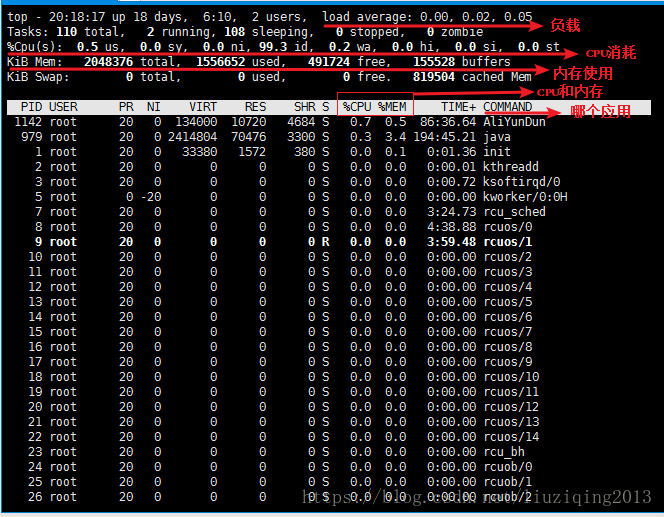 top - 20:18:17 up 18 days,  6:10,  2 users,  load average: 0.00, 0.02, 0.05
负载
Tasks: 110 total,   2 running, 108 sleeping,   0 stopped,   0 zombie
%Cpu(s):  0.5 us,  0.0 sy,  0.0 ni, 99.3 id,  0.2 wa,  0.0 hi,  0.0 si,  0.0 st
CPU消耗
KiB Mem:   2048376 total,  1556652 used,   491724 free,   155528 buffers
内存使用
KiB Swap:        0 total,        0 used,        0 free.   819504 cached Mem
CPU和内存
PID USER      PR  NI    VIRT    RES    SHR S  %CPU %MEM     TIME+ COMMAND
哪个应用
1142 root      20   0  134000  10720   4684 S   0.7  0.5  86:36.64 AliYunDun
979 root      20   0 2414804  70476   3300 S   0.3  3.4 194:45.21 java
1 root      20   0   33380   1572    380 S   0.0  0.1   0:01.36 init
2 root      20   0       0      0      0 S   0.0  0.0   0:00.01 kthreadd
3 root      20   0       0      0      0 S   0.0  0.0   0:00.72 ksoftirqd/0
5 root       0 -20       0      0      0 S   0.0  0.0   0:00.00 kworker/0:0H
7 root      20   0       0      0      0 S   0.0  0.0   3:24.73 rcu_sched
8 root      20   0       0      0      0 S   0.0  0.0   4:38.88 rcuos/0
9 root      20   0       0      0      0 R   0.0  0.0   3:59.48 rcuos/1
10 root      20   0       0      0      0 S   0.0  0.0   0:00.00 rcuos/2
11 root      20   0       0      0      0 S   0.0  0.0   0:00.00 rcuos/3
12 root      20   0       0      0      0 S   0.0  0.0   0:00.00 rcuos/4
13 root      20   0       0      0      0 S   0.0  0.0   0:00.00 rcuos/5
14 root      20   0       0      0      0 S   0.0  0.0   0:00.00 rcuos/6
15 root      20   0       0      0      0 S   0.0  0.0   0:00.00 rcuos/7
16 root      20   0       0      0      0 S   0.0  0.0   0:00.00 rcuos/8
17 root      20   0       0      0      0 S   0.0  0.0   0:00.00 rcuos/9
18 root      20   0       0      0      0 S   0.0  0.0   0:00.00 rcuos/10
19 root      20   0       0      0      0 S   0.0  0.0   0:00.00 rcuos/11
20 root      20   0       0      0      0 S   0.0  0.0   0:00.00 rcuos/12
21 root      20   0       0      0      0 S   0.0  0.0   0:00.00 rcuos/13
22 root      20   0       0      0      0 S   0.0  0.0   0:00.00 rcuos/14
23 root      20   0       0      0      0 S   0.0  0.0   0:00.00 rcu_bh
24 root      20   0       0      0      0 S   0.0  0.0   0:00.00 rcuob/0
25 root      20   0       0      0      0 S   0.0  0.0   0:00.00 rcuob/1
26 root      20   0       0      0      0 S   0.0  0.0   0:00.00 rcuob/2
https://blog.csdn.net/liuziqing2013